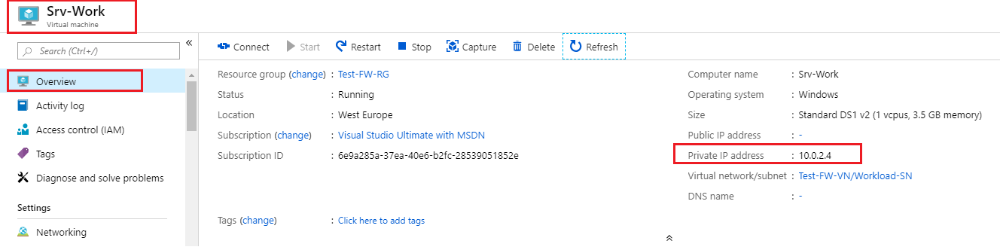 Srv-Work
Virtual machine
Search (Ctrl+/)
«
Overview
Activity log
Access control (IAM)
Tags
Diagnose and solve problems
Settings
Networking
Connect Start Restart Stop Capture Delete Refresh
Resource group (change) : Test-FW-RG
Status : Running
Location : West Europe
Subscription (change) : Visual Studio Ultimate with MSDN
Subscription ID : 6e9a285a-37ea-40e6-b2fc-28539051852e
Tags (change) : Click here to add tags
Computer name : Srv-Work
Operating system : Windows
Size : Standard DS1 v2 (1 vcpus, 3.5 GB memory)
Public IP address : -
Private IP address : 10.0.2.4
Virtual network/subnet : Test-FW-VN/Workload-SN
DNS name : -